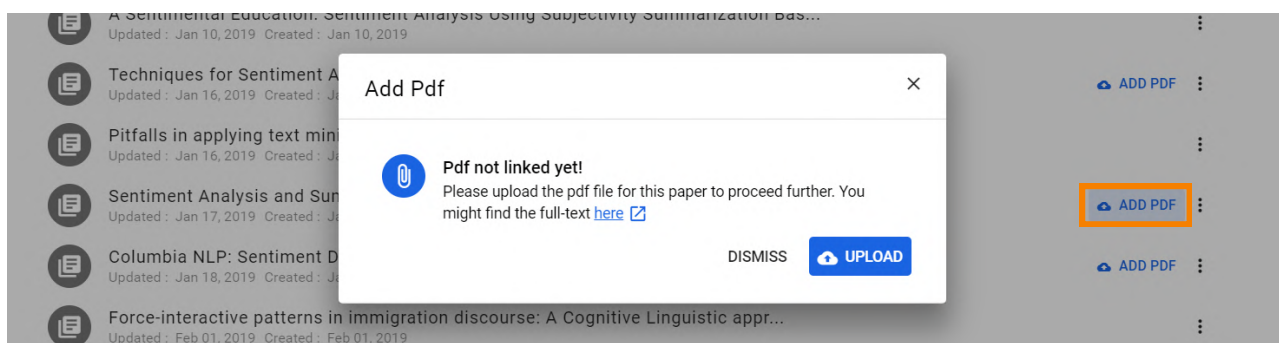 A Sentimental Education: Sentiment Analysis Using Subjectivity Summarization Bas...
Updated : Jan 10, 2019 Created : Jan 10, 2019
Techniques for Sentiment A
ADD PDF
Updated : Jan 16, 2019 Created : Ja
Pitfalls in applying text mini
Updated : Jan 16, 2019 Created : Ja
Sentiment Analysis and Sun
ADD PDF
Updated : Jan 17, 2019 Created : Ja
Columbia NLP: Sentiment D
ADD PDF
Updated : Jan 18, 2019 Created : Ja
Force-interactive patterns in immigration discourse: A Cognitive Linguistic appr...
Updated : Feb 01, 2019 Created : Feb 01, 2019
Add Pdf
Pdf not linked yet!
Please upload the pdf file for this paper to proceed further. You
might find the full-text here
DISMISS
UPLOAD